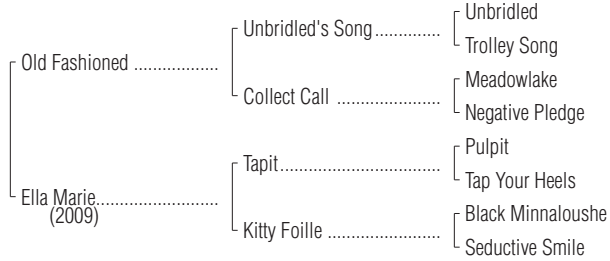 Unbridled
Unbridled's Song..............
Trolley Song
Old Fashioned ..................
Meadowlake
Collect Call ......................
Negative Pledge
Pulpit
Tapit..................................
Tap Your Heels
Ella Marie..........................
(2009)
Black Minnaloushe
Kitty Foille ........................
Seductive Smile